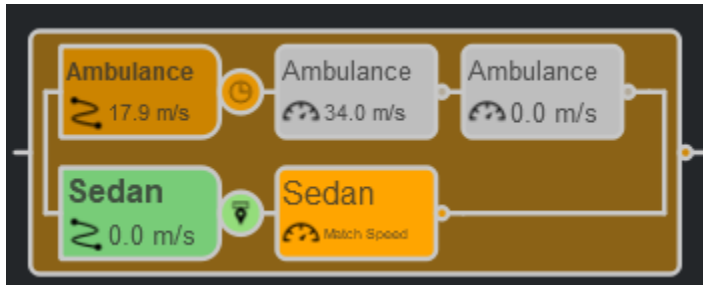 Ambulance
17.9 m/s
Ambulance
34.0 m/s
Ambulance
0.0 m/s
Sedan
0.0 m/s
Sedan
Match Speed